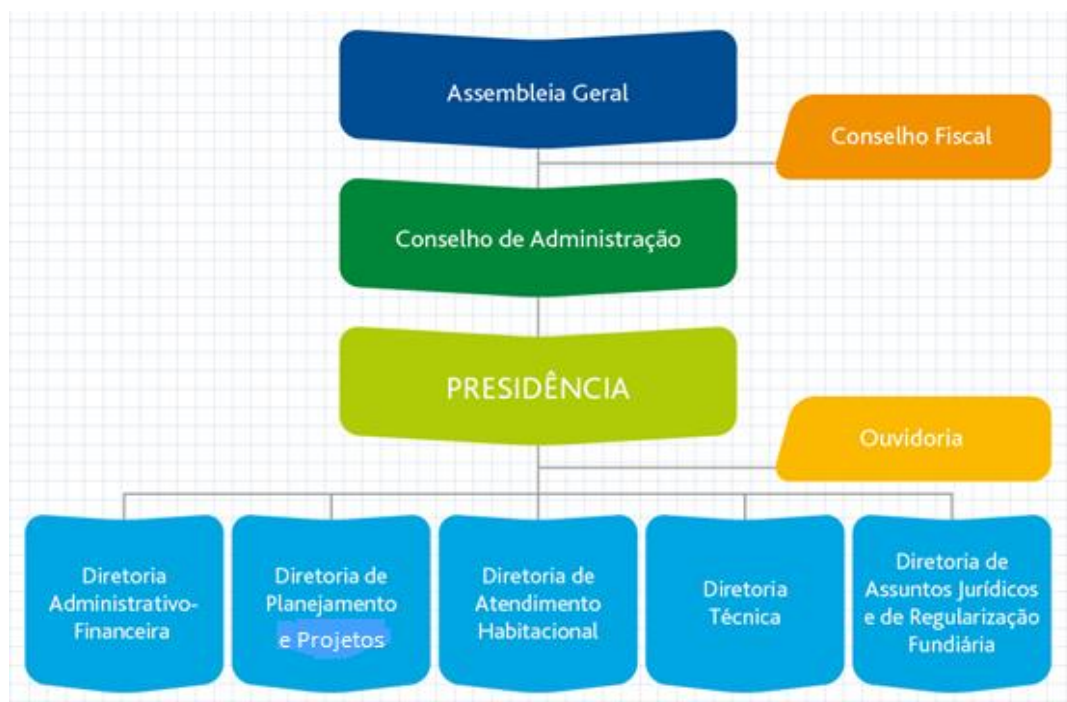 Assembleia Geral
Conselho Fiscal
Conselho de Administração
PRESIDÊNCIA
Ouvidoria
Diretoria
Administrativo-
Financeira
Diretoria de
Planejamento
e Projetos
Diretoria de
Atendimento
Habitacional
Diretoria
Técnica
Diretoria de
Assuntos Jurídicos
e de Regularização
Fundiária